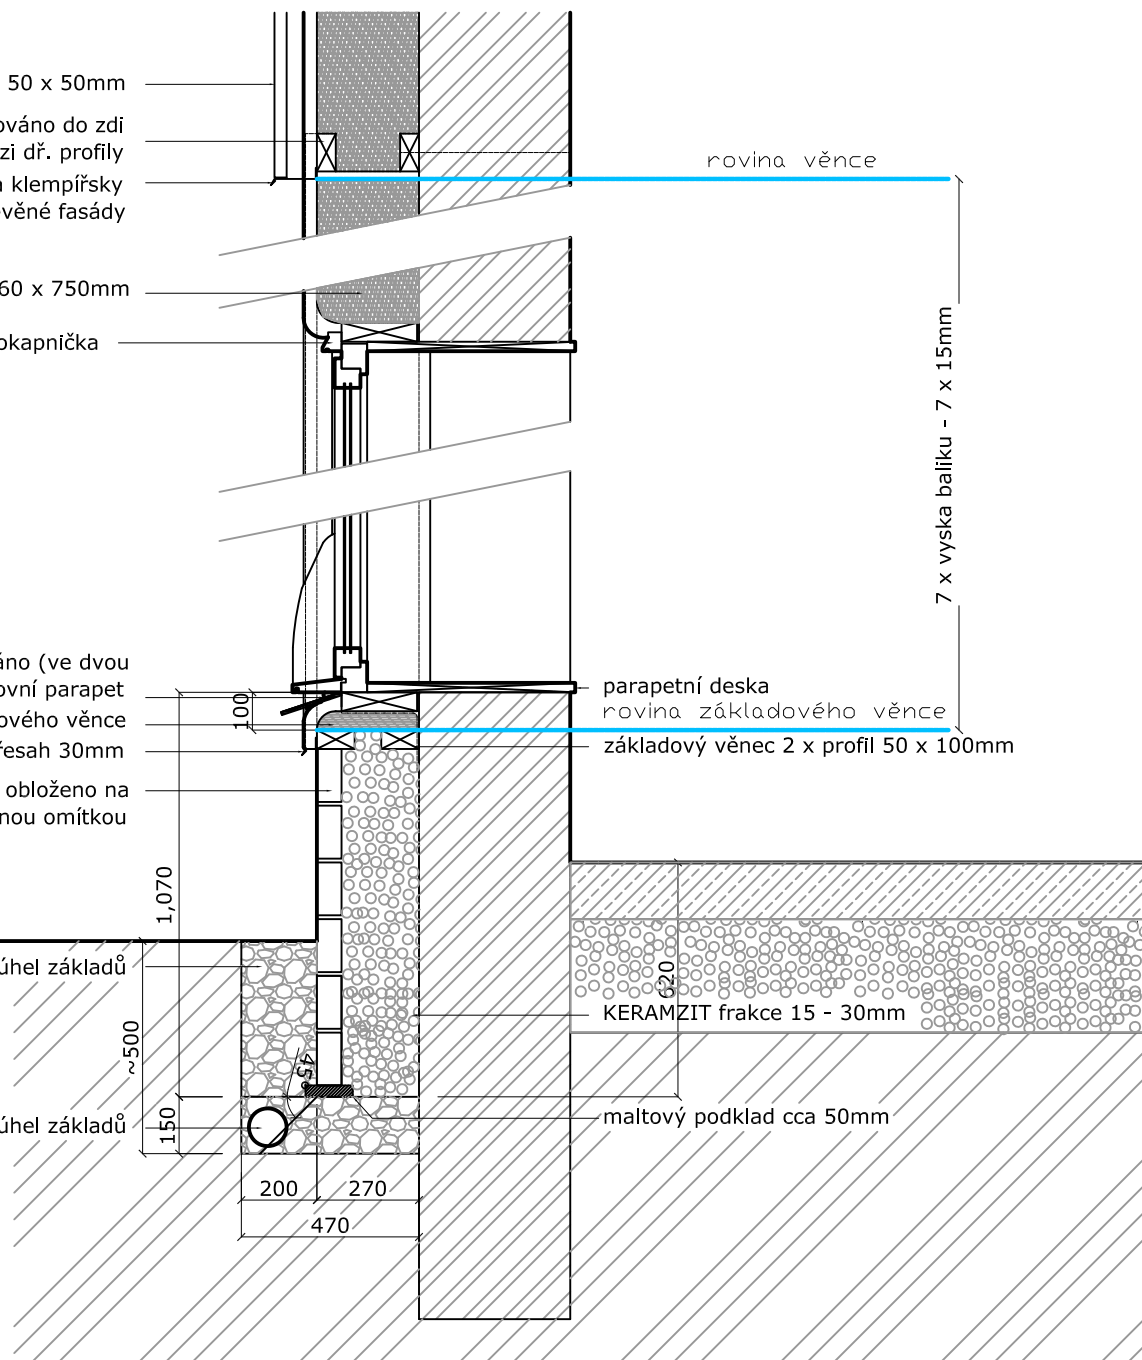 50 x 50mm
ováno do zdi
zi dř. profily
rovina věnce
a klempířsky
evěné fasády
60 x 750mm
okapnička
7 x vyska baliku - 7 x 15mm
áno (ve dvou
ovní parapet
parapetní deska
100
rovina základového věnce
ového věnce
základový věnec 2 x profil 50 x 100mm
řesah 30mm
obloženo na
nou omítkou
1,070
úhel základů
620
KERAMZIT frakce 15 - 30mm
~500
45°
úhel základů
150
maltový podklad cca 50mm
200
270
470